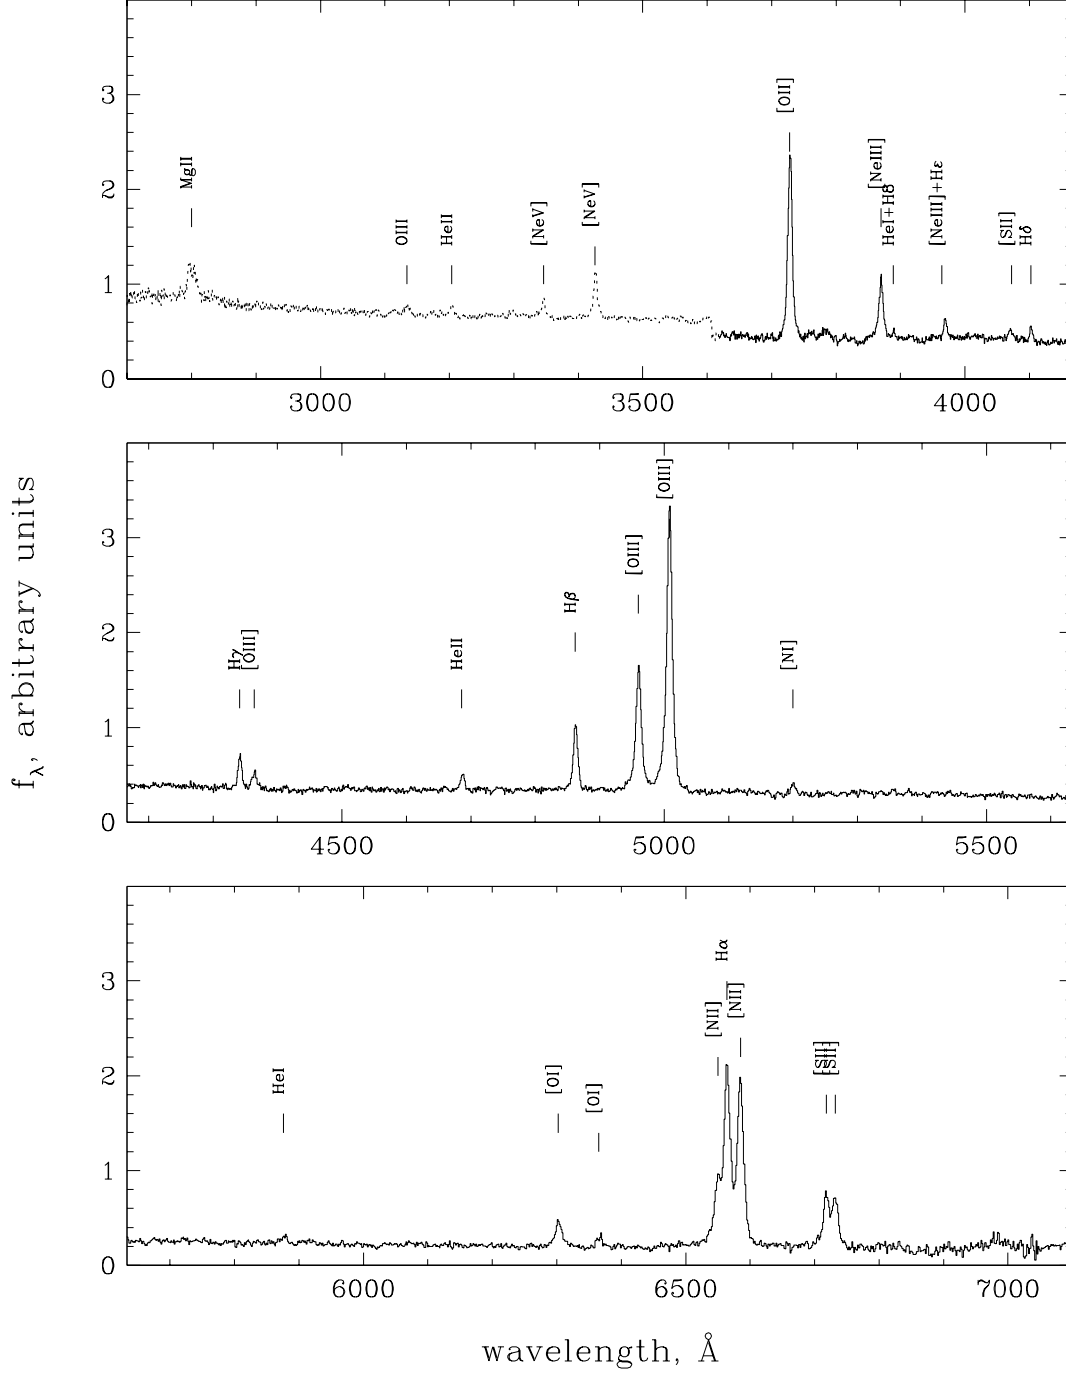 [OII]
[NeIII]
MgII
[NeV]
[NeV]
OIII
HeII
HeI+H8
[NeIII]+Hε
[SII]
Hδ
3
2
1
0
3000
3500
4000
[OIII]
[OIII]
Hβ
Hγ
[OIII]
HeII
[NI]
3
2
1
0
4500
5000
5500
fλ, arbitrary units
Hα
[NII]
[NII]
[SII]
[SII]
HeI
[OI]
[OI]
3
2
1
0
6000
6500
7000
wavelength, Å